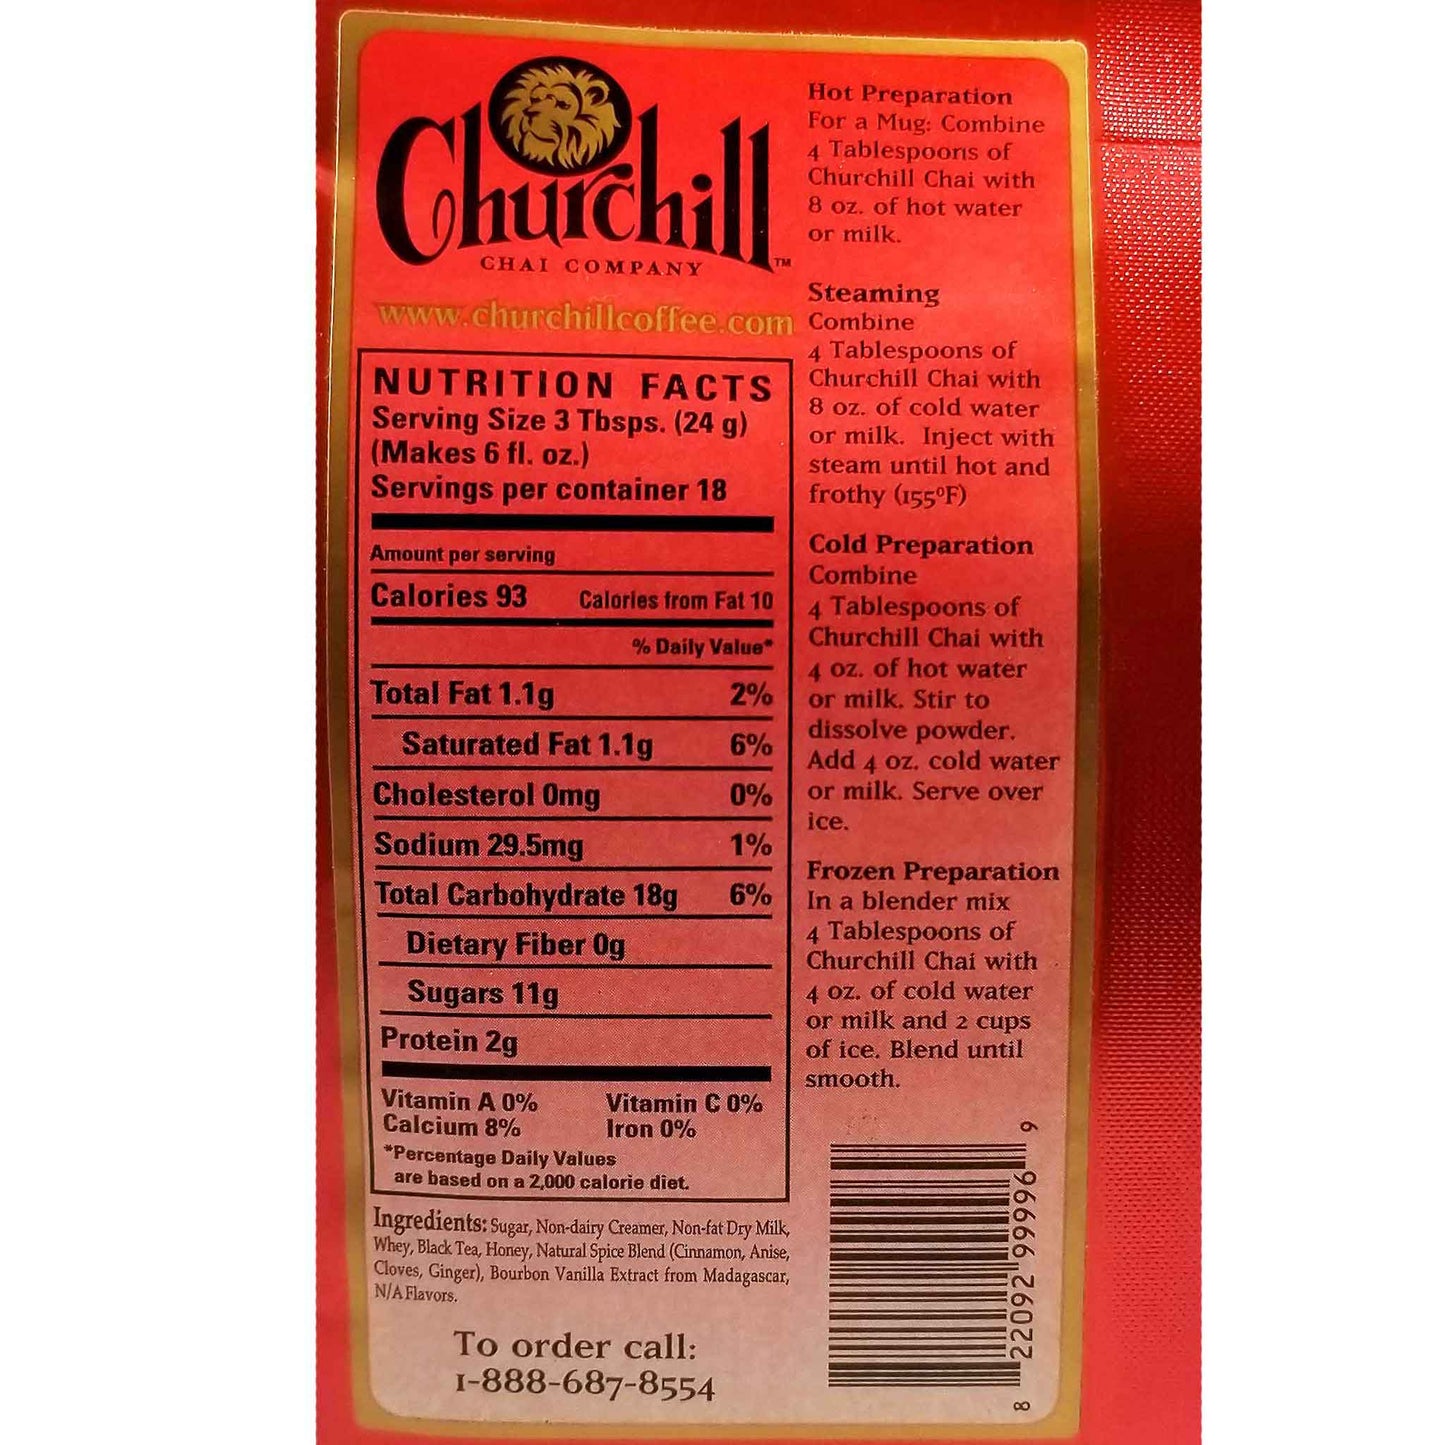 Churchill
CHAI COMPANY
TM
www.churchillcoffee.com
NUTRITION FACTS
Serving Size 3 Tbsps. (24 g)
(Makes 6 fl. oz.)
Servings per container 18
Amount per serving
Calories 93 Calories from Fat 10
% Daily Value*
Total Fat 1.1g 2%
Saturated Fat 1.1g 6%
Cholesterol 0mg 0%
Sodium 29.5mg 1%
Total Carbohydrate 18g 6%
Dietary Fiber 0g
Sugars 11g
Protein 2g
Vitamin A 0% Vitamin C 0%
Calcium 8% Iron 0%
*Percentage Daily Values
are based on a 2,000 calorie diet.
Ingredients: Sugar, Non-dairy Creamer, Non-fat Dry Milk,
Whey, Black Tea, Honey, Natural Spice Blend (Cinnamon, Anise,
Cloves, Ginger), Bourbon Vanilla Extract from Madagascar,
N/A Flavors.
To order call:
1-888-687-8554
Hot Preparation
For a Mug: Combine
4 Tablespoons of
Churchill Chai with
8 oz. of hot water
or milk.
Steaming
Combine
4 Tablespoons of
Churchill Chai with
8 oz. of cold water
or milk. Inject with
steam until hot and
frothy (155°F)
Cold Preparation
Combine
4 Tablespoons of
Churchill Chai with
4 oz. of hot water
or milk. Stir to
dissolve powder.
Add 4 oz. cold water
or milk. Serve over
ice.
Frozen Preparation
In a blender mix
4 Tablespoons of
Churchill Chai with
4 oz. of cold water
or milk and 2 cups
of ice. Blend until
smooth.
8 22092 99996 9